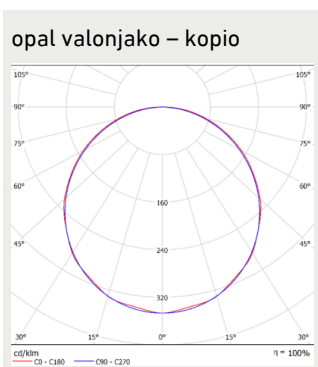 opal valonjako – kopio
105° 105°
90° 90°
75° 75°
60° 60°
160
45° 45°
240
320
30° 15° 0° 15° 30°
cd/klm η = 100%
C0 - C180 C90 - C270